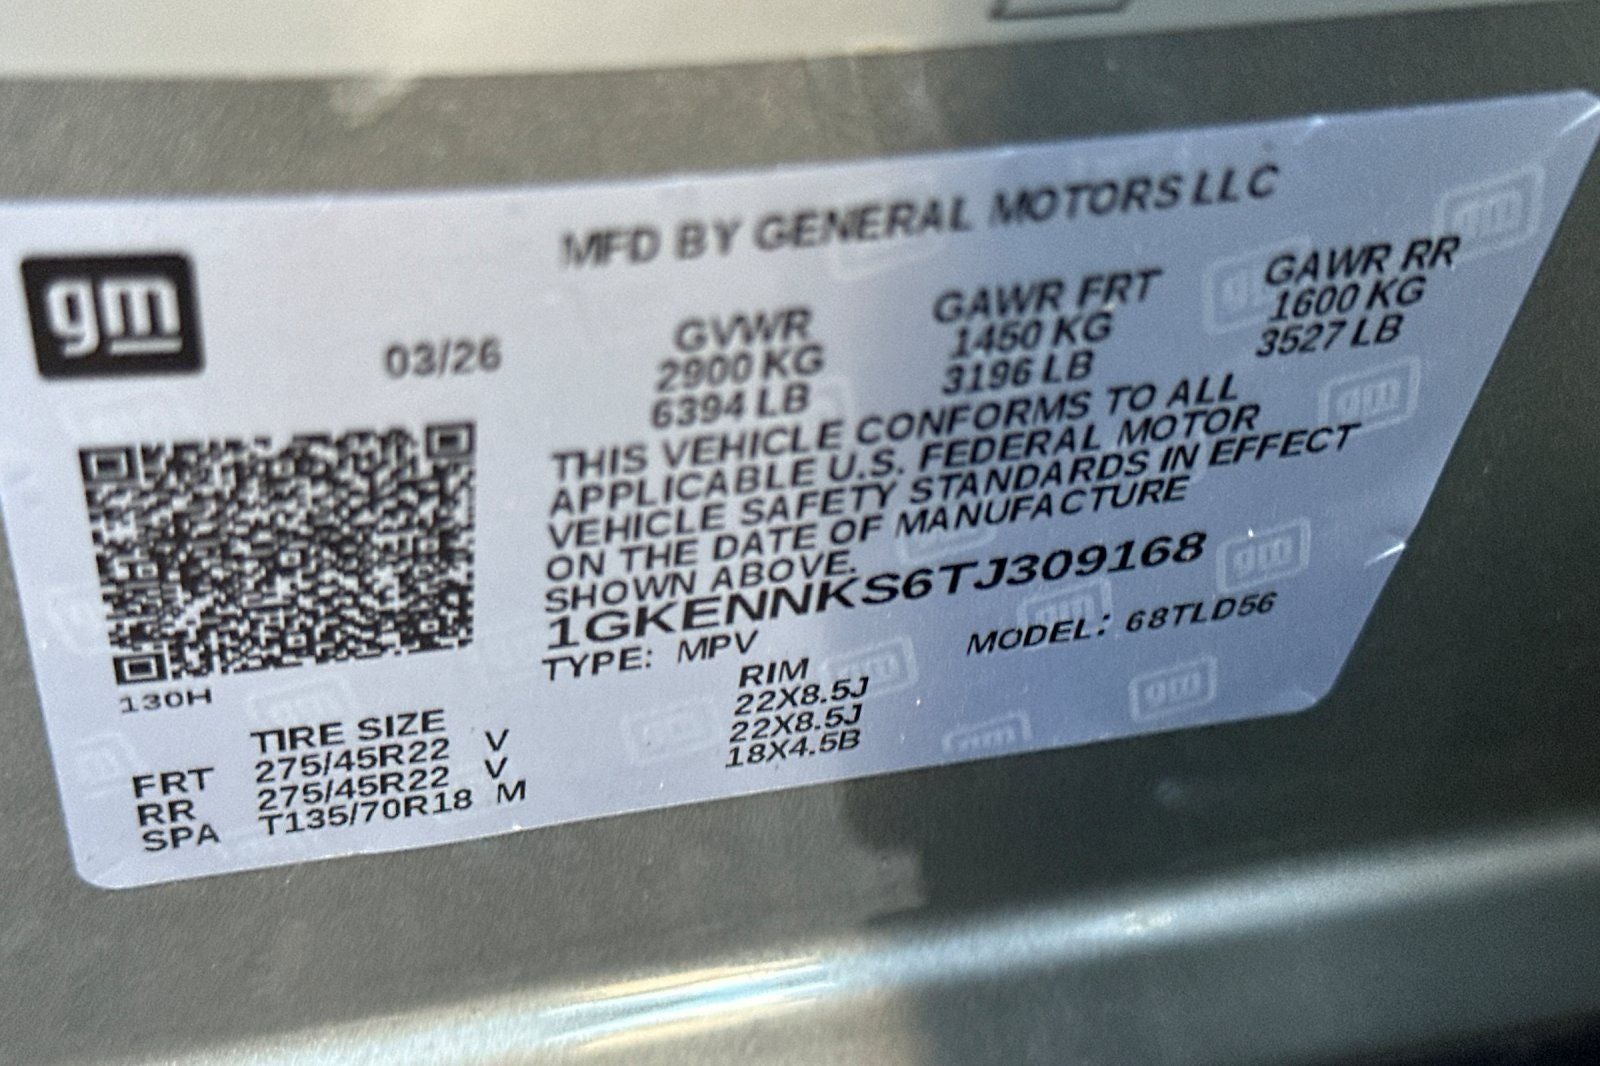 gm
MFD BY GENERAL MOTORS LLC
03/26
GVWR GAWR FRT GAWR RR
2900 KG 1450 KG 1600 KG
6394 LB 3196 LB 3527 LB
THIS VEHICLE CONFORMS TO ALL
APPLICABLE U.S. FEDERAL MOTOR
VEHICLE SAFETY STANDARDS IN EFFECT
ON THE DATE OF MANUFACTURE
SHOWN ABOVE.
1GKENNKS6TJ309168
TYPE: MPV MODEL: 68TLD56
130H
TIRE SIZE RIM
FRT 275/45R22 V 22X8.5J
RR 275/45R22 V 22X8.5J
SPA T135/70R18 M 18X4.5B